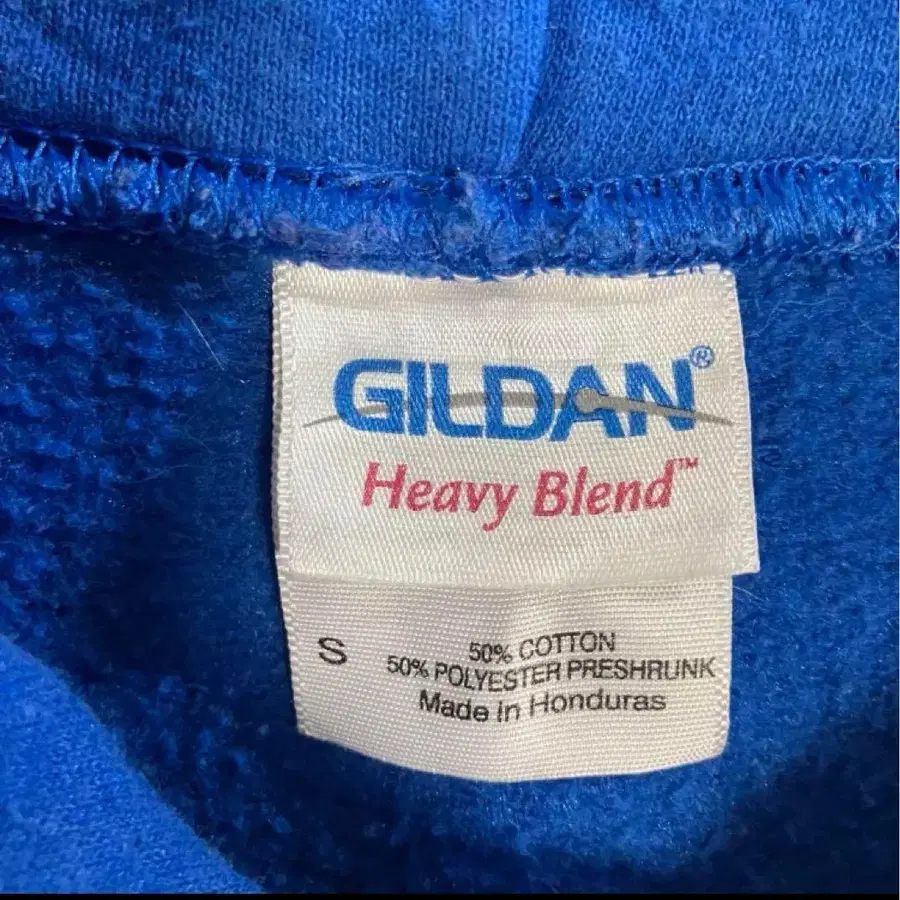 GILDAN®
Heavy Blend™
S
50% COTTON
50% POLYESTER PRESHRUNK
Made in Honduras